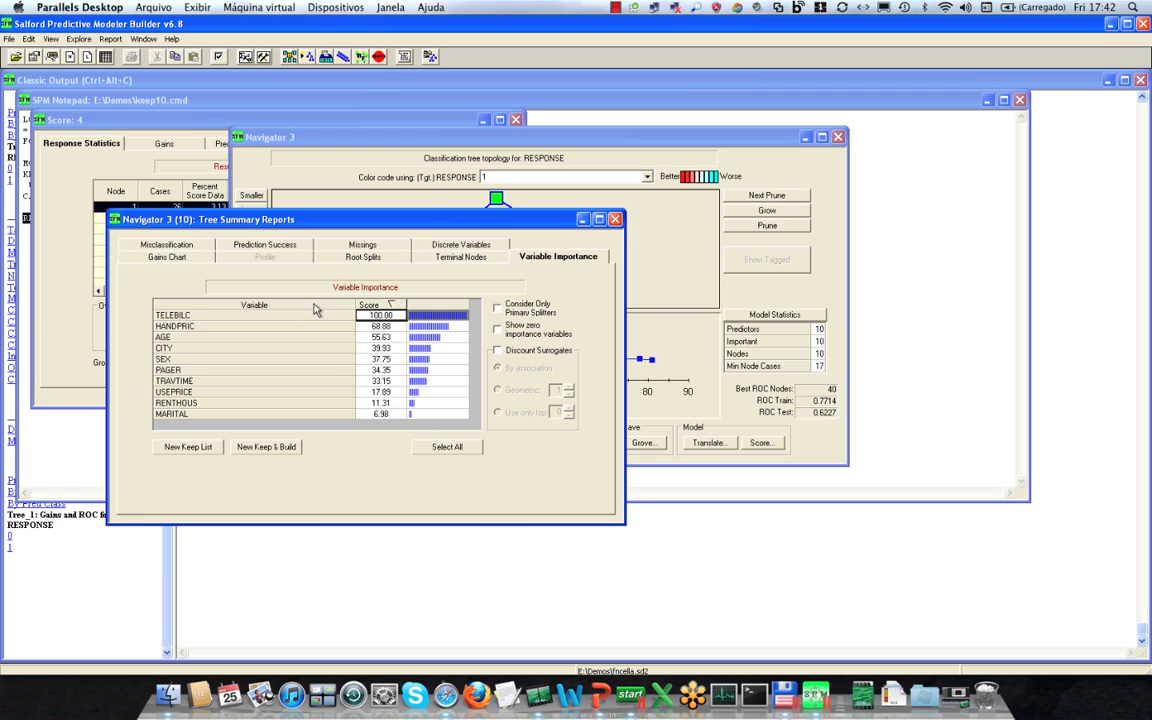 Parallels Desktop Arquivo Exibir Máquina virtual Dispositivos Janela Ajuda (Carregado) Fri 17:42
Salford Predictive Modeler Builder v6.8
File Edit View Explore Report Window Help
Classic Output (Ctrl+Alt+C)
SPM Notepad: E:\Demos\keep10.cmd
Score: 4
Response Statistics Gains
Node Cases Percent Score Data
Navigator 3
Classification tree topology for: RESPONSE
Color code using: (Tgt.) RESPONSE 1 Better Worse
Smaller
Next Prune
Grow
Prune
Show Tagged
Navigator 3 (10): Tree Summary Reports
Misclassification Prediction Success Missings Discrete Variables
Gains Chart Profile Root Splits Terminal Nodes Variable Importance
Variable Importance
Variable Score
TELEBILC 100.00
HANDPRIC 68.88
AGE 55.63
CITY 39.93
SEX 37.75
PAGER 34.35
TRAVTIME 33.15
USEPRICE 17.89
RENTHOUS 11.31
MARITAL 6.98
Consider Only Primary Splitters
Show zero importance variables
Discount Surrogates
By association
Geometric: 1
Use only top: 0
New Keep List New Keep & Build Select All
Model Statistics
Predictors 10
Important 10
Nodes 10
Min Node Cases 17
80 90
Best ROC Nodes: 40
ROC Train: 0.7714
ROC Test: 0.6227
Model
Grove... Translate... Score...
By Pred Class
Tree_1: Gains and ROC fo
RESPONSE
0
1
E:\Demos\fncella.sd2